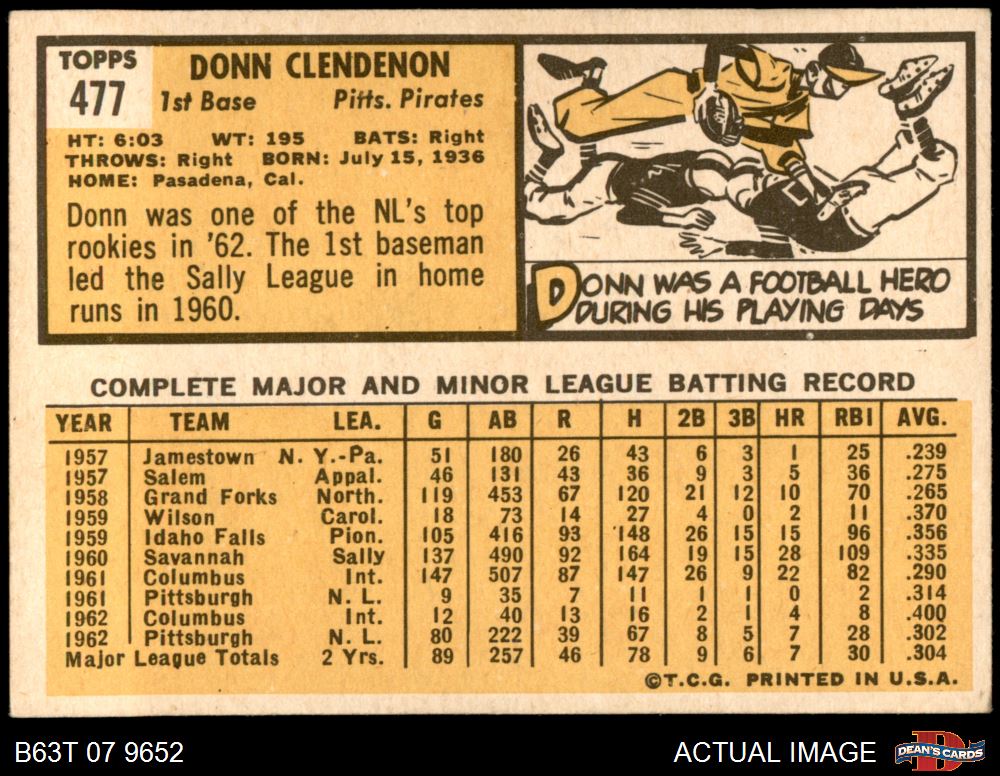 TOPPS
477
DONN CLENDENON
1st Base Pitts. Pirates
HT: 6:03 WT: 195 BATS: Right
THROWS: Right BORN: July 15, 1936
HOME: Pasadena, Cal.
Donn was one of the NL's top
rookies in '62. The 1st baseman
led the Sally League in home
runs in 1960.
DONN WAS A FOOTBALL HERO
DURING HIS PLAYING DAYS
COMPLETE MAJOR AND MINOR LEAGUE BATTING RECORD
YEAR TEAM LEA. G AB R H 2B 3B HR RBI AVG.
1957 Jamestown N. Y.-Pa. 51 180 26 43 6 3 1 25 .239
1957 Salem Appal. 46 131 43 36 9 3 5 36 .275
1958 Grand Forks North. 119 453 67 120 21 12 10 70 .265
1959 Wilson Carol. 18 73 14 27 4 0 2 11 .370
1959 Idaho Falls Pion. 105 416 93 148 26 15 15 96 .356
1960 Savannah Sally 137 490 92 164 19 15 28 109 .335
1961 Columbus Int. 147 507 87 147 26 9 22 82 .290
1961 Pittsburgh N. L. 9 35 7 11 1 1 0 2 .314
1962 Columbus Int. 12 40 13 16 2 1 4 8 .400
1962 Pittsburgh N. L. 80 222 39 67 8 5 7 28 .302
Major League Totals 2 Yrs. 89 257 46 78 9 6 7 30 .304
©T.C.G. PRINTED IN U.S.A.
B63T 07 9652 ACTUAL IMAGE DEAN'S CARDS